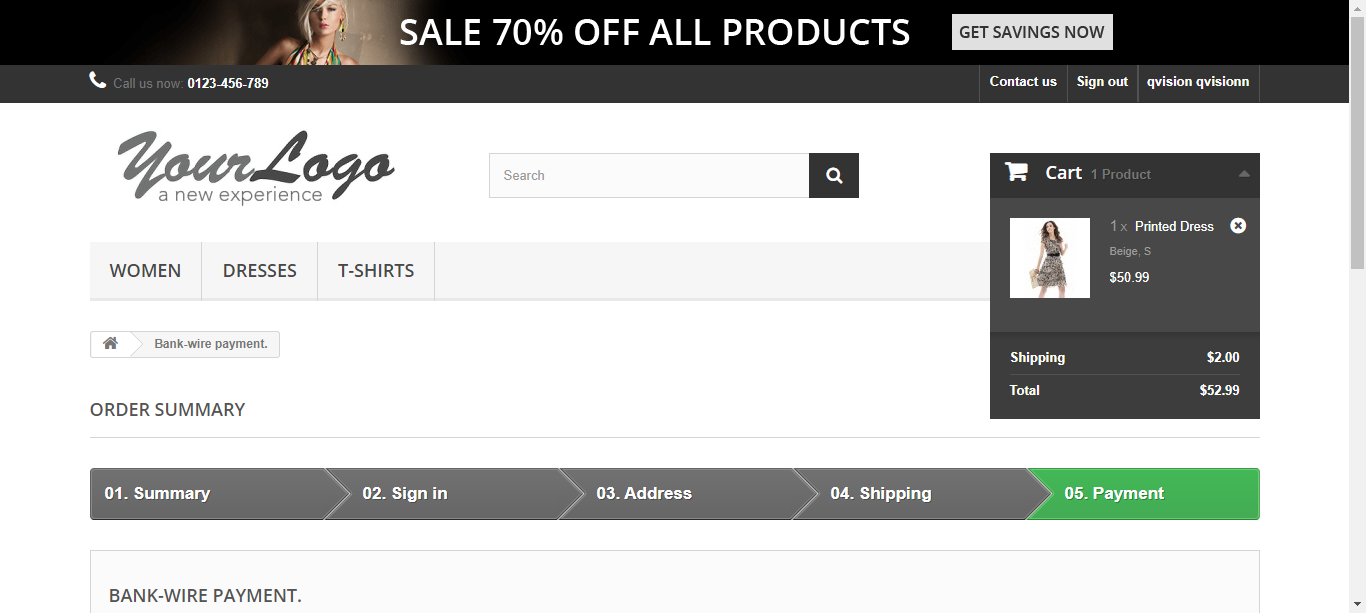 SALE 70% OFF ALL PRODUCTS
GET SAVINGS NOW
Call us now: 0123-456-789
Contact us
Sign out
qvision qvisionn
YourLogo
a new experience
Search
Cart 1 Product
1 x Printed Dress
Beige, S
$50.99
Shipping $2.00
Total $52.99
WOMEN
DRESSES
T-SHIRTS
Bank-wire payment.
ORDER SUMMARY
01. Summary
02. Sign in
03. Address
04. Shipping
05. Payment
BANK-WIRE PAYMENT.